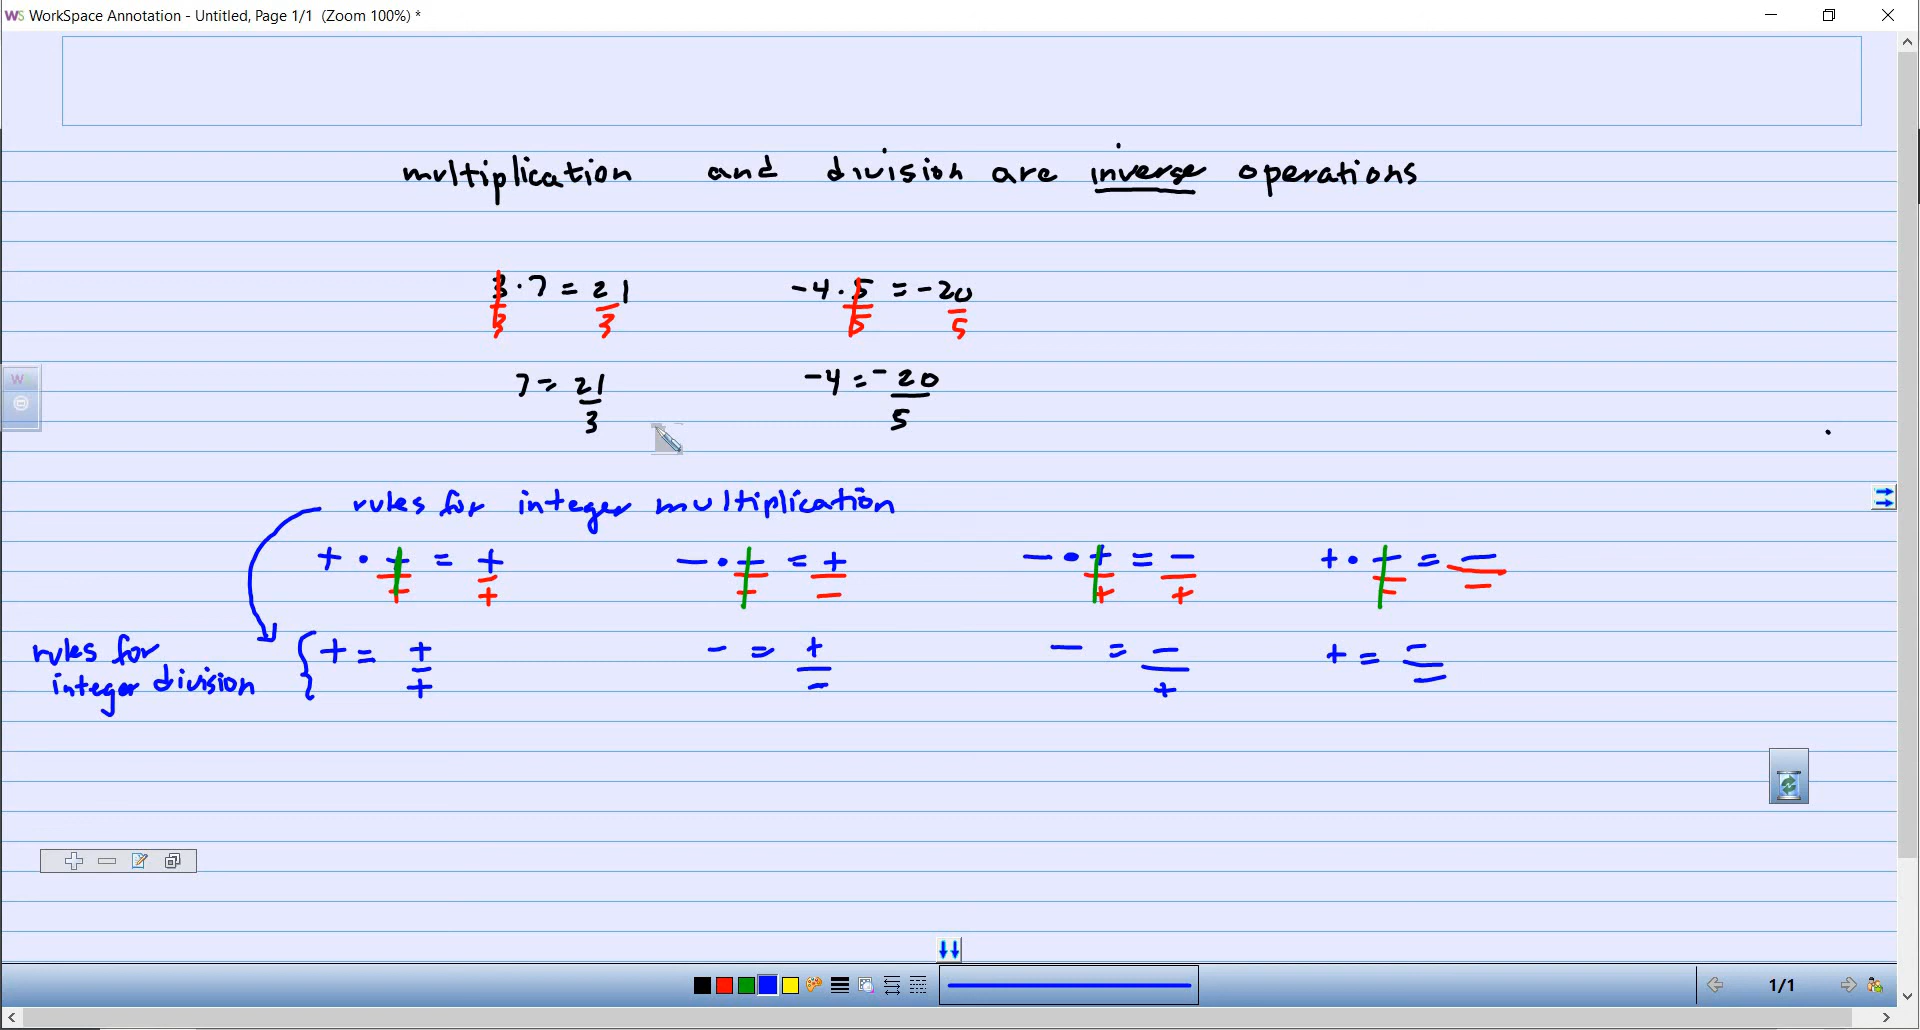 WS WorkSpace Annotation - Untitled, Page 1/1 (Zoom 100%) *
multiplication and division are inverse operations
3 · 7 = 21 -4 · 5 = -20
3 3 5 5
7 = 21 -4 = -20
3 5
rules for integer multiplication
+ · + = + − · − = + − · + = − + · − = −
+ + − − + + − −
rules for
integer division
+ = + − = + − = − + = −
+ − + −
1/1